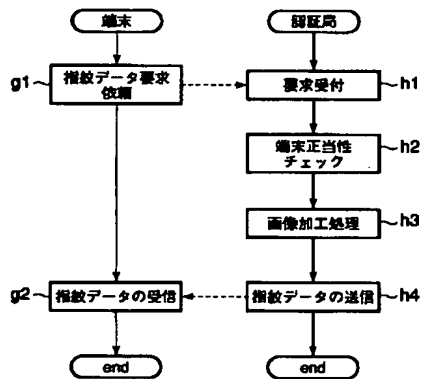 端末
認証局
g1
指紋データ要求
依頼
要求受付
h1
端末正当性
チェック
h2
画像加工処理
h3
g2
指紋データの受信
指紋データの送信
h4
end
end